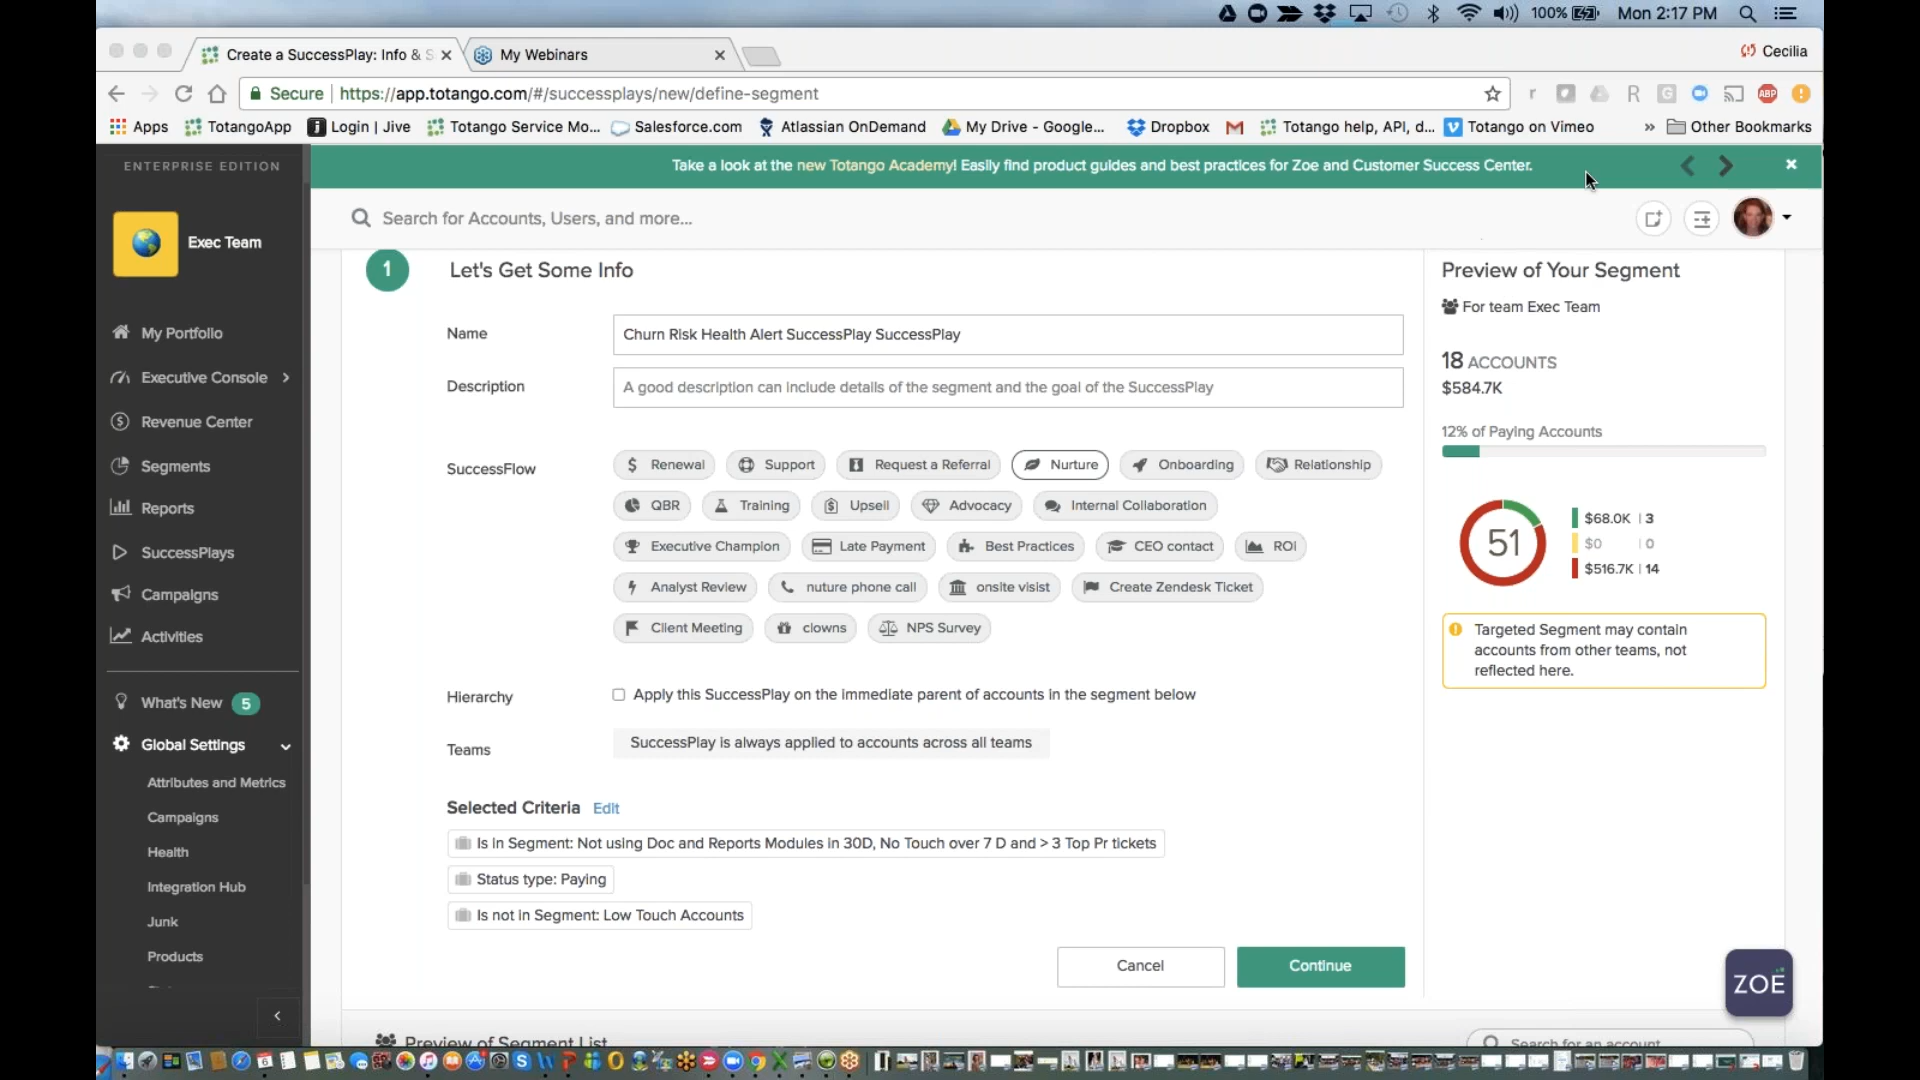 100%
Mon 2:17 PM
Create a SuccessPlay: Info & S
My Webinars
Cecilia
Secure
https://app.totango.com/#/successplays/new/define-segment
Apps
TotangoApp
Login | Jive
Totango Service Mo...
Salesforce.com
Atlassian OnDemand
My Drive - Google...
Dropbox
Totango help, API, d...
Totango on Vimeo
Other Bookmarks
ENTERPRISE EDITION
Take a look at the new Totango Academy! Easily find product guides and best practices for Zoe and Customer Success Center.
Exec Team
Search for Accounts, Users, and more...
My Portfolio
Executive Console
Revenue Center
Segments
Reports
SuccessPlays
Campaigns
Activities
What's New 5
Global Settings
Attributes and Metrics
Campaigns
Health
Integration Hub
Junk
Products
1
Let's Get Some Info
Name
Churn Risk Health Alert SuccessPlay SuccessPlay
Description
A good description can include details of the segment and the goal of the SuccessPlay
SuccessFlow
Renewal
Support
Request a Referral
Nurture
Onboarding
Relationship
QBR
Training
Upsell
Advocacy
Internal Collaboration
Executive Champion
Late Payment
Best Practices
CEO contact
ROI
Analyst Review
nuture phone call
onsite visist
Create Zendesk Ticket
Client Meeting
clowns
NPS Survey
Hierarchy
Apply this SuccessPlay on the immediate parent of accounts in the segment below
Teams
SuccessPlay is always applied to accounts across all teams
Selected Criteria Edit
Is in Segment: Not using Doc and Reports Modules in 30D, No Touch over 7 D and > 3 Top Pr tickets
Status type: Paying
Is not in Segment: Low Touch Accounts
Cancel
Continue
Preview of Your Segment
For team Exec Team
18 ACCOUNTS
$584.7K
12% of Paying Accounts
51
$68.0K | 3
$0 | 0
$516.7K | 14
Targeted Segment may contain
accounts from other teams, not
reflected here.
ZOE
Preview of Segment List
Search for an account